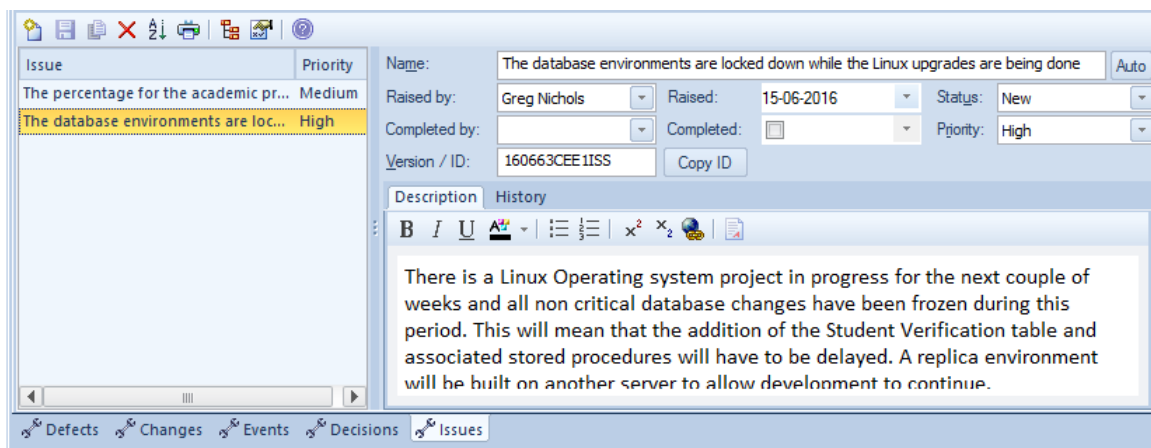 Issue Priority
The percentage for the academic pr... Medium
The database environments are loc... High
Name: The database environments are locked down while the Linux upgrades are being done Auto
Raised by: Greg Nichols Raised: 15-06-2016 Status: New
Completed by: Completed: Priority: High
Version / ID: 160663CEE1ISS Copy ID
Description History
B I U A x² x₂
There is a Linux Operating system project in progress for the next couple of
weeks and all non critical database changes have been frozen during this
period. This will mean that the addition of the Student Verification table and
associated stored procedures will have to be delayed. A replica environment
will be built on another server to allow development to continue.
Defects Changes Events Decisions Issues